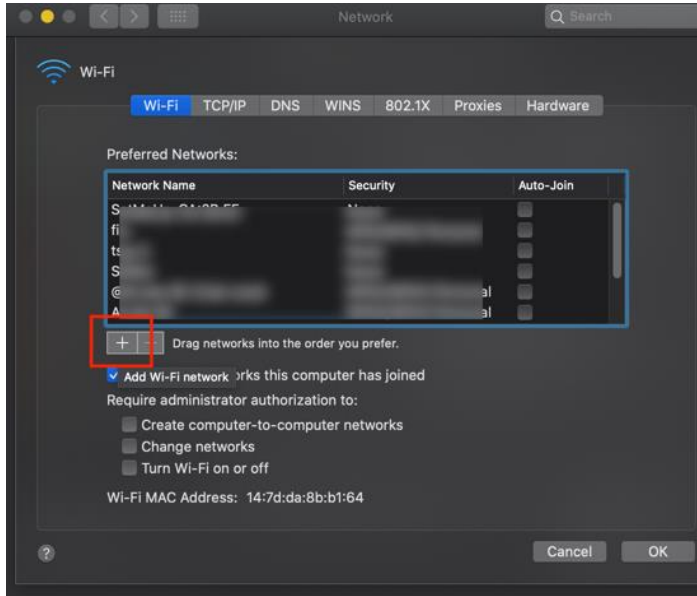 Network
Search
Wi-Fi
Wi-Fi TCP/IP DNS WINS 802.1X Proxies Hardware
Preferred Networks:
Network Name Security Auto-Join
Drag networks into the order you prefer.
Add Wi-Fi network this computer has joined
Require administrator authorization to:
Create computer-to-computer networks
Change networks
Turn Wi-Fi on or off
Wi-Fi MAC Address: 14:7d:da:8b:b1:64
? Cancel OK